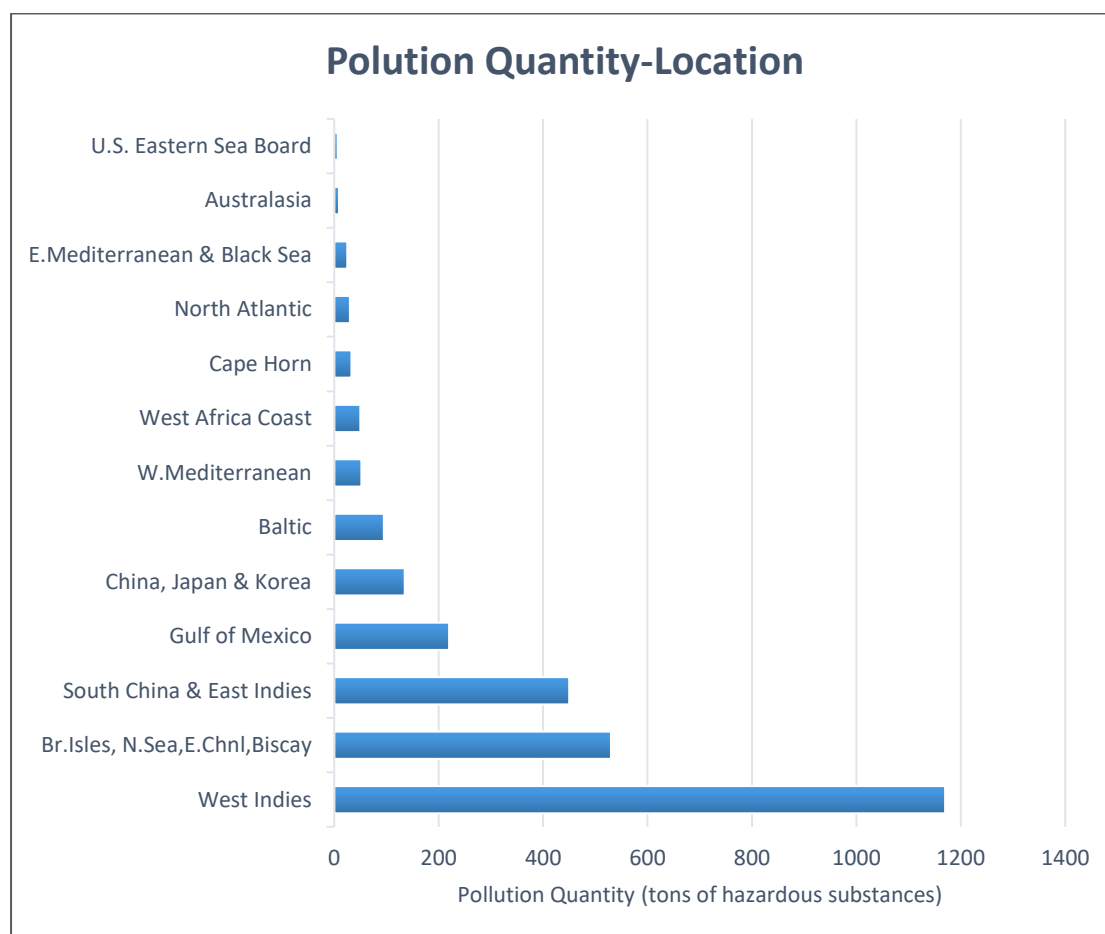 Polution Quantity-Location
U.S. Eastern Sea Board
Australasia
E.Mediterranean & Black Sea
North Atlantic
Cape Horn
West Africa Coast
W.Mediterranean
Baltic
China, Japan & Korea
Gulf of Mexico
South China & East Indies
Br.Isles, N.Sea,E.Chnl,Biscay
West Indies
0 200 400 600 800 1000 1200 1400
Pollution Quantity (tons of hazardous substances)